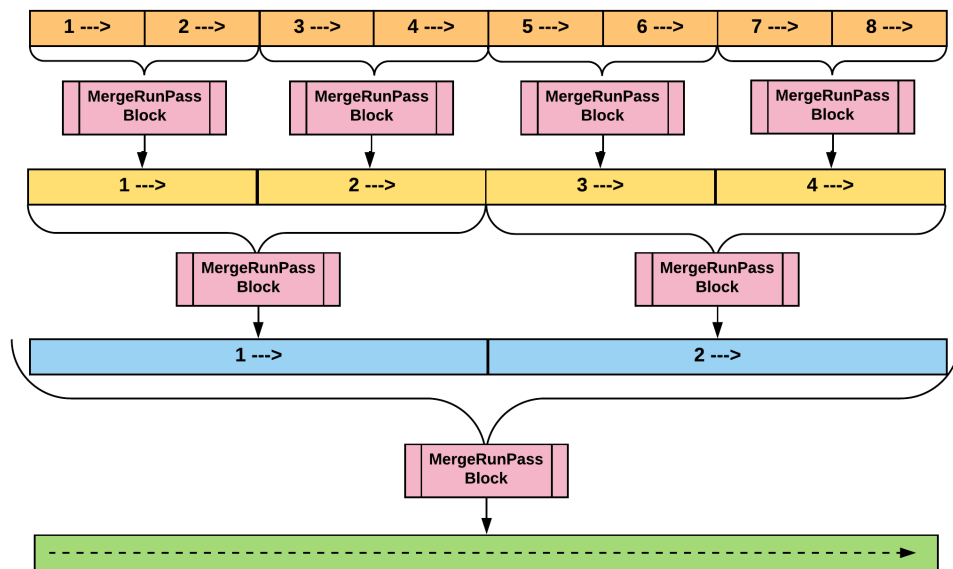 1 ---> 2 ---> 3 ---> 4 ---> 5 ---> 6 ---> 7 ---> 8 --->
MergeRunPass
Block
MergeRunPass
Block
MergeRunPass
Block
MergeRunPass
Block
1 ---> 2 ---> 3 ---> 4 --->
MergeRunPass
Block
MergeRunPass
Block
1 ---> 2 --->
MergeRunPass
Block